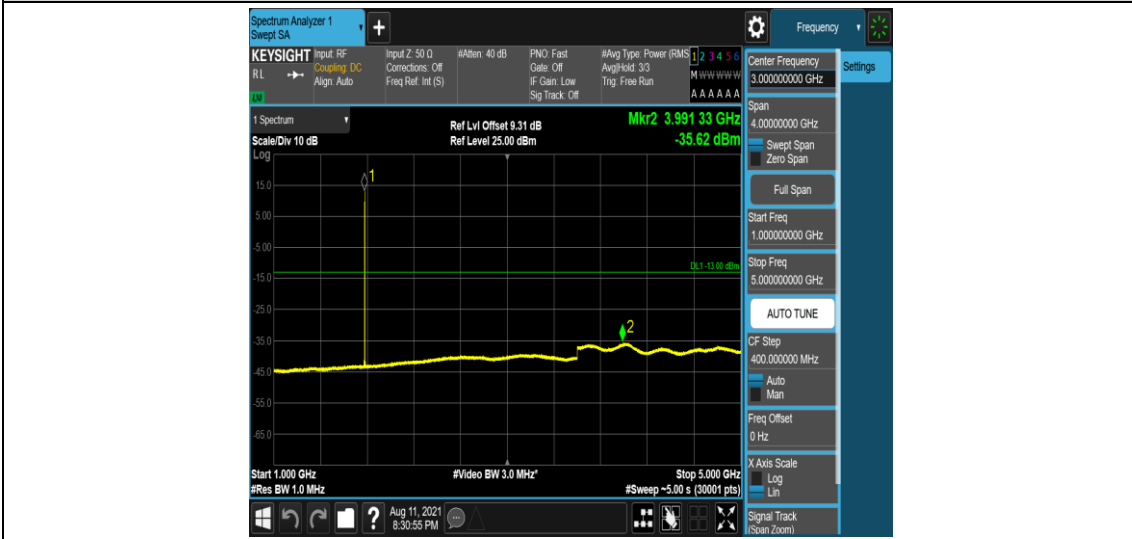 Spectrum Analyzer 1
Swept SA
+
Frequency
KEYSIGHT
RL
Input: RF
Coupling: DC
Align: Auto
Input Z: 50 Ω
Corrections: Off
Freq Ref: Int (S)
#Atten: 40 dB
PNO: Fast
Gate: Off
IF Gain: Low
Sig Track: Off
#Avg Type: Power (RMS
Avg|Hold: 3/3
Trig: Free Run
1 2 3 4 5 6
M W W W W W
A A A A A A
1 Spectrum
Scale/Div 10 dB
Log
Ref Lvl Offset 9.31 dB
Ref Level 25.00 dBm
Mkr2 3.991 33 GHz
-35.62 dBm
15.0
5.00
-5.00
-15.0
-25.0
-35.0
-45.0
-55.0
-65.0
1
2
DL1 -13.00 dBm
Start 1.000 GHz
#Res BW 1.0 MHz
#Video BW 3.0 MHz*
Stop 5.000 GHz
#Sweep ~5.00 s (30001 pts)
?
Aug 11, 2021
8:30:55 PM
Center Frequency
3.000000000 GHz
Span
4.00000000 GHz
Swept Span
Zero Span
Full Span
Start Freq
1.000000000 GHz
Stop Freq
5.000000000 GHz
AUTO TUNE
CF Step
400.000000 MHz
Auto
Man
Freq Offset
0 Hz
X Axis Scale
Log
Lin
Signal Track
(Span Zoom)
Settings